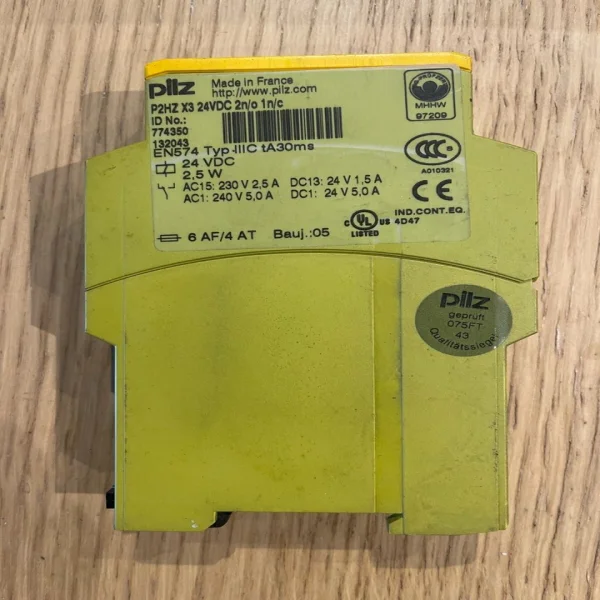 pilz
Made in France
http://www.pilz.com
P2HZ X3 24VDC 2n/o 1n/c
ID No.:
774350
132043
EN574 Typ-IIIC tA30ms
24 VDC
2,5 W
AC15: 230 V 2,5 A DC13: 24 V 1,5 A
AC1: 240 V 5,0 A DC1: 24 V 5,0 A
6 AF/4 AT Bauj.:05
MHHW
97209
CCC
A010321
CE
C UL US
LISTED
IND.CONT.EQ.
4D47
pilz
geprüft
075FT
43
Qualitätssiegel